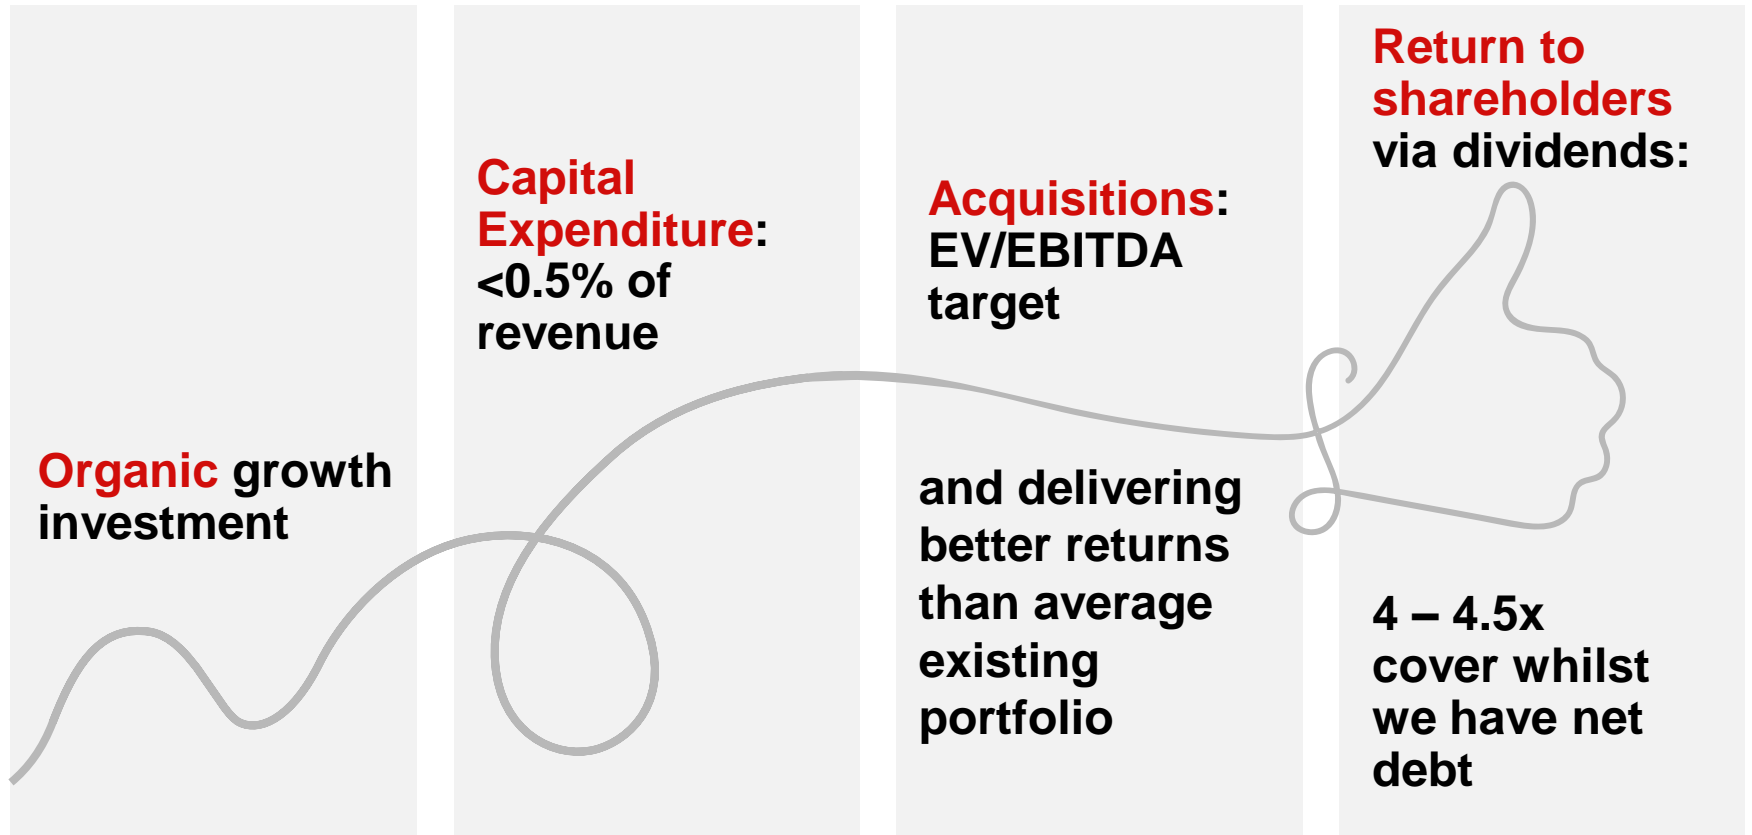 Organic growth
investment
Capital
Expenditure:
<0.5% of
revenue
Acquisitions:
EV/EBITDA
target
and delivering
better returns
than average
existing
portfolio
Return to
shareholders
via dividends:
4 – 4.5x
cover whilst
we have net
debt